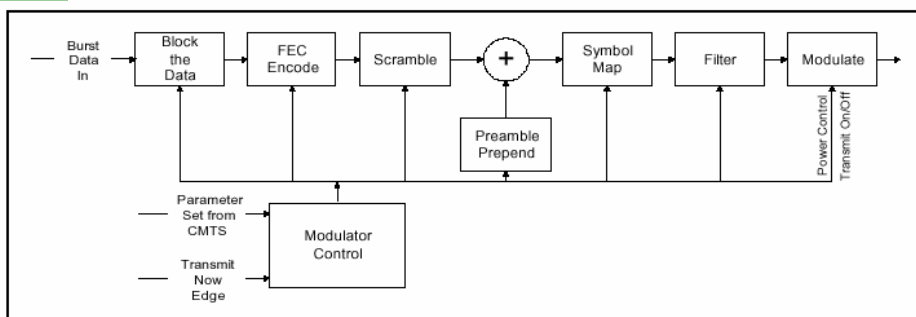 Burst
Data
In
Block
the
Data
FEC
Encode
Scramble
+
Symbol
Map
Filter
Modulate
Preamble
Prepend
Power Control
Transmit On/Off
Parameter
Set from
CMTS
Modulator
Control
Transmit
Now
Edge